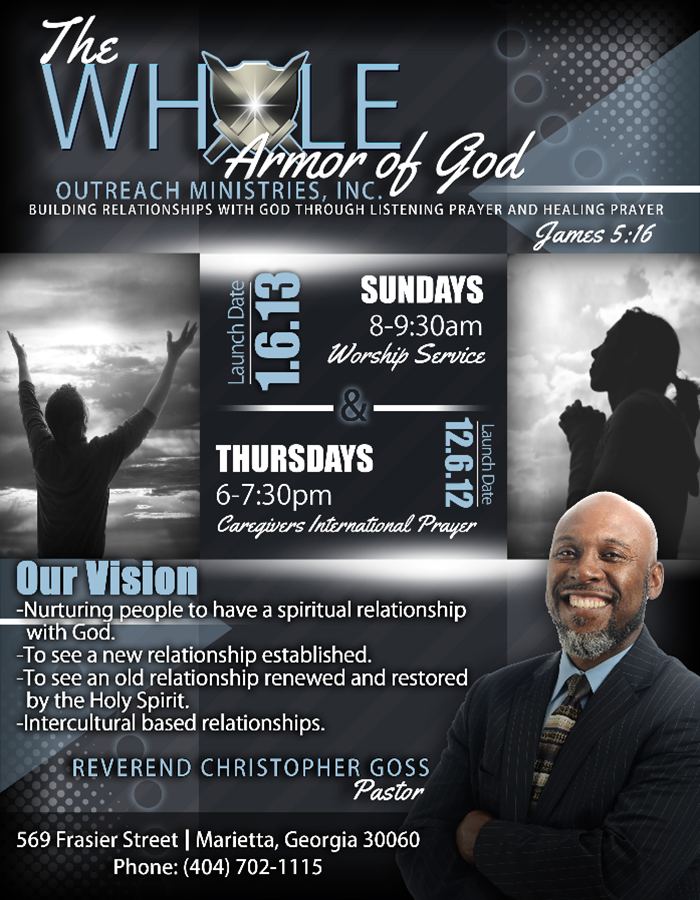 The
WHOLE
Armor of God
OUTREACH MINISTRIES, INC.
BUILDING RELATIONSHIPS WITH GOD THROUGH LISTENING PRAYER AND HEALING PRAYER
James 5:16
Launch Date
1.6.13
SUNDAYS
8-9:30am
Worship Service
&
THURSDAYS
6-7:30pm
Caregivers International Prayer
Launch Date
12.6.12
Our Vision
-Nurturing people to have a spiritual relationship
with God.
-To see a new relationship established.
-To see an old relationship renewed and restored
by the Holy Spirit.
-Intercultural based relationships.
REVEREND CHRISTOPHER GOSS
Pastor
569 Frasier Street | Marietta, Georgia 30060
Phone: (404) 702-1115